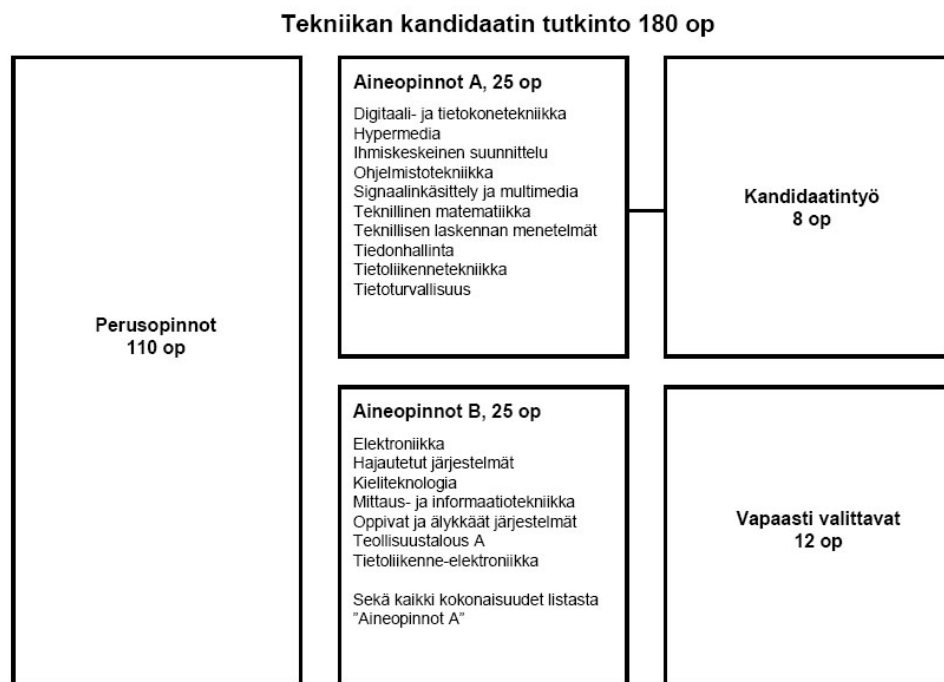 Tekniikan kandidaatin tutkinto 180 op
Perusopinnot
110 op
Aineopinnot A, 25 op
Digitaali- ja tietokonetekniikka
Hypermedia
Ihmiskeskeinen suunnittelu
Ohjelmistotekniikka
Signaalinkäsittely ja multimedia
Teknillinen matematiikka
Teknillisen laskennan menetelmät
Tiedonhallinta
Tietoliikennetekniikka
Tietoturvallisuus
Kandidaatintyö
8 op
Aineopinnot B, 25 op
Elektroniikka
Hajautetut järjestelmät
Kieliteknologia
Mittaus- ja informaatiotekniikka
Oppivat ja älykkäät järjestelmät
Teollisuustalous A
Tietoliikenne-elektroniikka
Sekä kaikki kokonaisuudet listasta
”Aineopinnot A”
Vapaasti valittavat
12 op